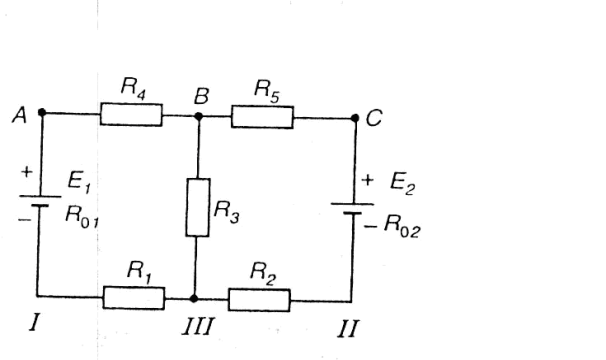 R4 B R5
A C
+ E1 + E2
− R01 R3 − R02
R1 R2
I III II